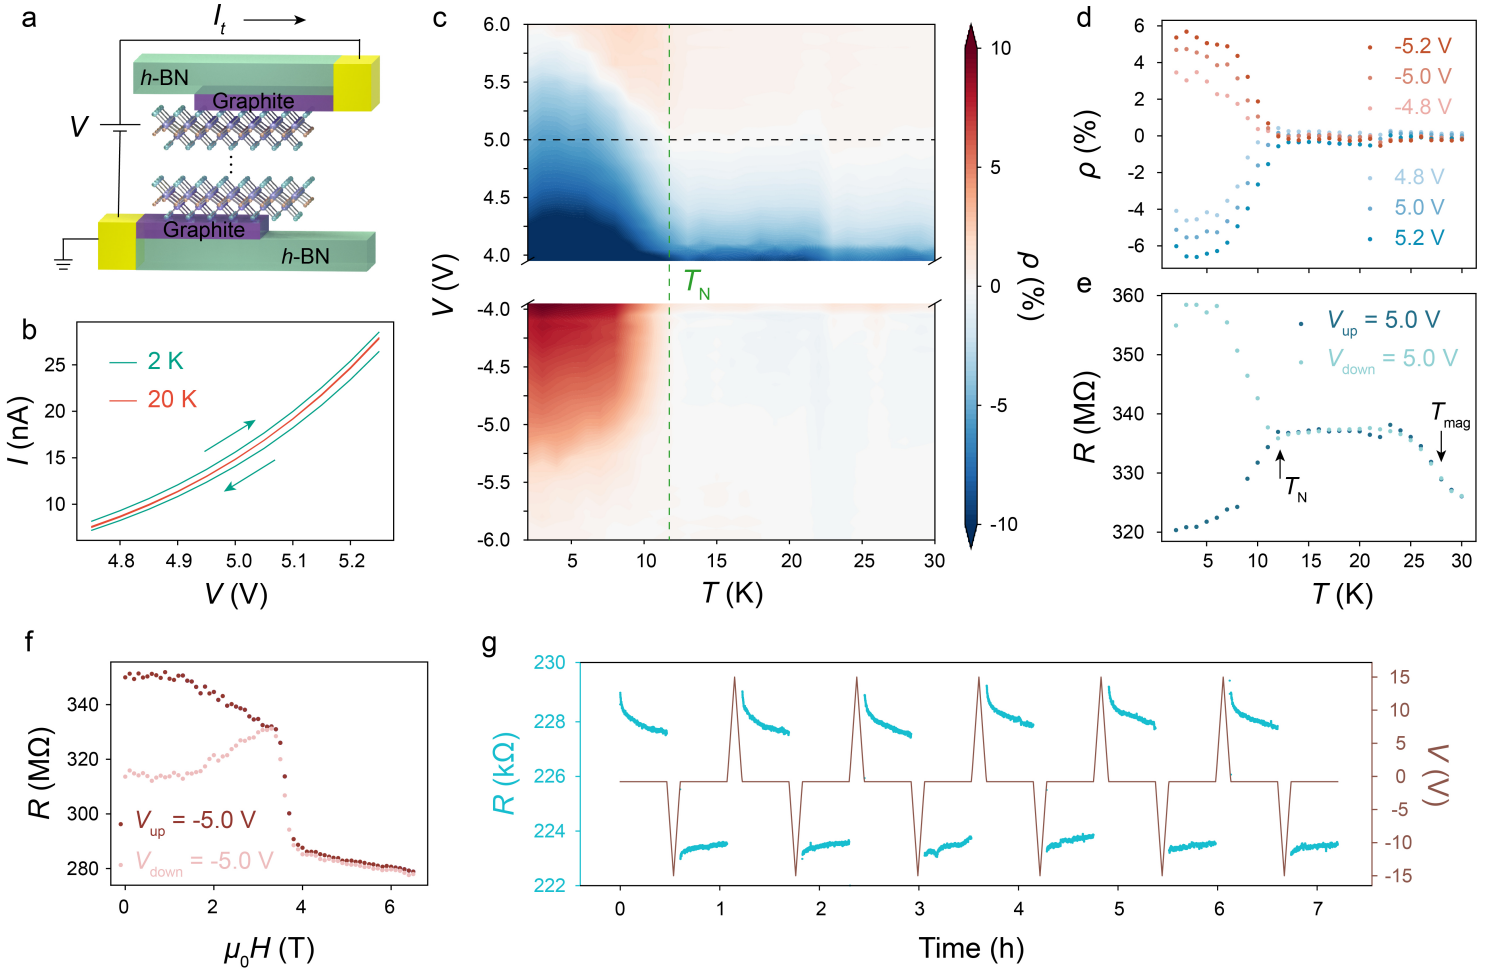 a
I_t
h-BN
Graphite
V
Graphite
h-BN
b
25
20
15
10
I (nA)
2 K
20 K
4.8 4.9 5.0 5.1 5.2
V (V)
c
6.0
5.5
5.0
4.5
4.0
-4.0
-4.5
-5.0
-5.5
-6.0
V (V)
T_N
5 10 15 20 25 30
T (K)
10
5
0
-5
-10
ρ (%)
d
6
4
2
0
-2
-4
-6
ρ (%)
-5.2 V
-5.0 V
-4.8 V
4.8 V
5.0 V
5.2 V
e
360
350
340
330
320
R (MΩ)
V_up = 5.0 V
V_down = 5.0 V
T_mag
T_N
5 10 15 20 25 30
T (K)
f
340
320
300
280
R (MΩ)
V_up = -5.0 V
V_down = -5.0 V
0 2 4 6
μ_0H (T)
g
230
228
226
224
222
R (kΩ)
15
10
5
0
-5
-10
-15
V (V)
0 1 2 3 4 5 6 7
Time (h)